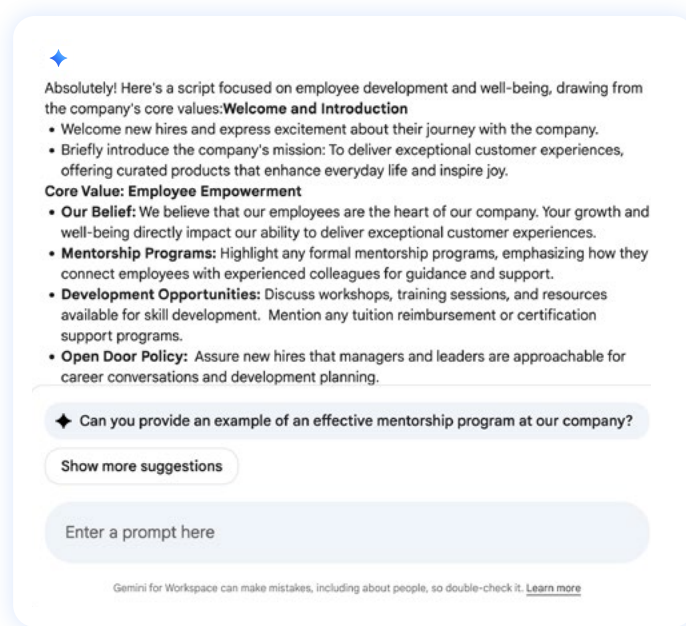 Absolutely! Here's a script focused on employee development and well-being, drawing from
the company's core values:Welcome and Introduction
• Welcome new hires and express excitement about their journey with the company.
• Briefly introduce the company's mission: To deliver exceptional customer experiences,
offering curated products that enhance everyday life and inspire joy.
Core Value: Employee Empowerment
• Our Belief: We believe that our employees are the heart of our company. Your growth and
well-being directly impact our ability to deliver exceptional customer experiences.
• Mentorship Programs: Highlight any formal mentorship programs, emphasizing how they
connect employees with experienced colleagues for guidance and support.
• Development Opportunities: Discuss workshops, training sessions, and resources
available for skill development. Mention any tuition reimbursement or certification
support programs.
• Open Door Policy: Assure new hires that managers and leaders are approachable for
career conversations and development planning.
Can you provide an example of an effective mentorship program at our company?
Show more suggestions
Enter a prompt here
Gemini for Workspace can make mistakes, including about people, so double-check it. Learn more